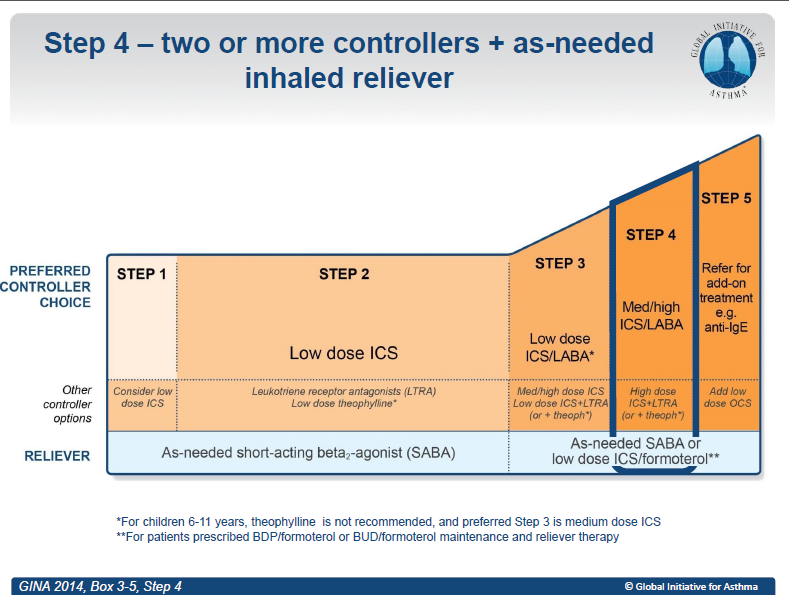 Step 4 – two or more controllers + as-needed
inhaled reliever
GLOBAL INITIATIVE FOR
ASTHMA
PREFERRED
CONTROLLER
CHOICE
STEP 1
STEP 2
Low dose ICS
STEP 3
Low dose
ICS/LABA*
STEP 4
Med/high
ICS/LABA
STEP 5
Refer for
add-on
treatment
e.g.
anti-IgE
Other
controller
options
Consider low
dose ICS
Leukotriene receptor antagonists (LTRA)
Low dose theophylline*
Med/high dose ICS
Low dose ICS+LTRA
(or + theoph*)
High dose
ICS+LTRA
(or + theoph*)
Add low
dose OCS
RELIEVER
As-needed short-acting beta₂-agonist (SABA)
As-needed SABA or
low dose ICS/formoterol**
*For children 6-11 years, theophylline is not recommended, and preferred Step 3 is medium dose ICS
**For patients prescribed BDP/formoterol or BUD/formoterol maintenance and reliever therapy
GINA 2014, Box 3-5, Step 4
© Global Initiative for Asthma